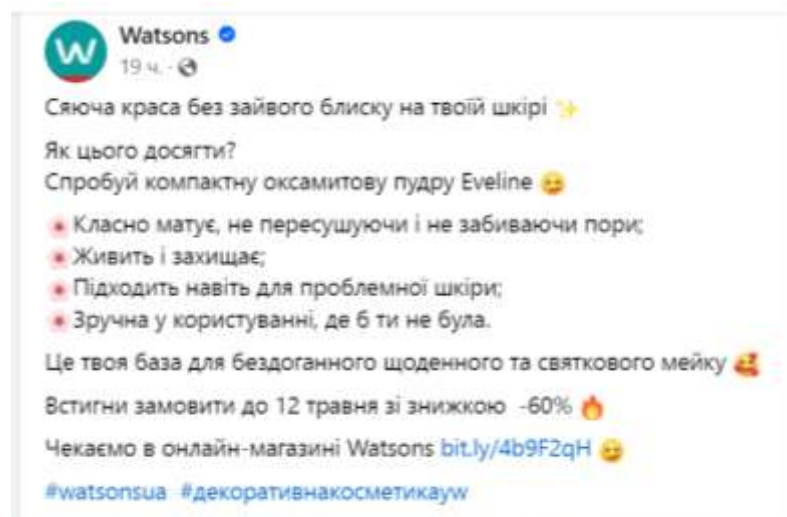 Watsons
19 ч. ·
Сяюча краса без зайвого блиску на твоїй шкірі ✨
Як цього досягти?
Спробуй компактну оксамитову пудру Eveline 😉
🌸 Класно матує, не пересушуючи і не забиваючи пори;
🌸 Живить і захищає;
🌸 Підходить навіть для проблемної шкіри;
🌸 Зручна у користуванні, де б ти не була.
Це твоя база для бездоганного щоденного та святкового мейку 🥰
Встигни замовити до 12 травня зі знижкою -60% 🔥
Чекаємо в онлайн-магазині Watsons bit.ly/4b9F2qH 😉
#watsonsua #декоративнакосметикауw